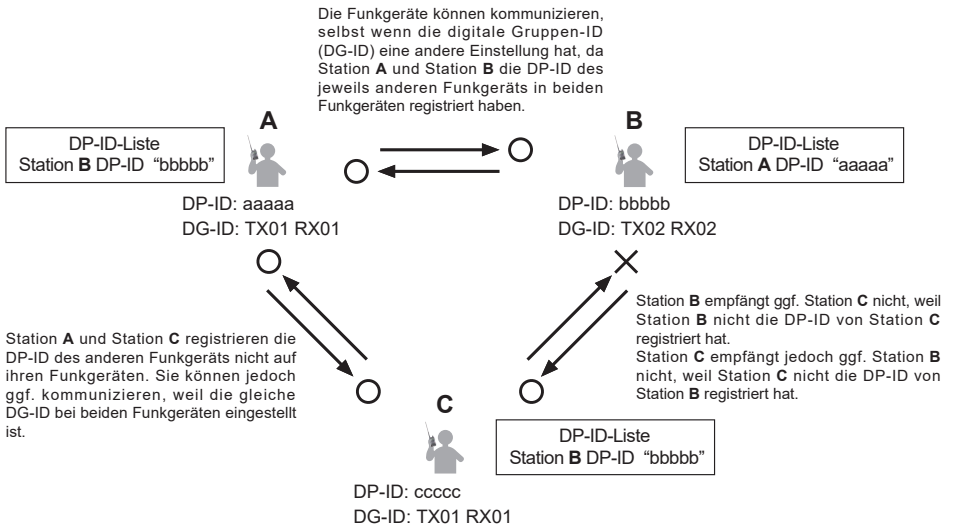 Die Funkgeräte können kommunizieren,
selbst wenn die digitale Gruppen-ID
(DG-ID) eine andere Einstellung hat, da
Station A und Station B die DP-ID des
jeweils anderen Funkgeräts in beiden
Funkgeräten registriert haben.
A
B
DP-ID-Liste
Station B DP-ID “bbbbb”
DP-ID-Liste
Station A DP-ID “aaaaa”
DP-ID: aaaaa
DG-ID: TX01 RX01
DP-ID: bbbbb
DG-ID: TX02 RX02
Station B empfängt ggf. Station C nicht, weil
Station B nicht die DP-ID von Station C
registriert hat.
Station C empfängt jedoch ggf. Station B
nicht, weil Station C nicht die DP-ID von
Station B registriert hat.
Station A und Station C registrieren die
DP-ID des anderen Funkgeräts nicht auf
ihren Funkgeräten. Sie können jedoch
ggf. kommunizieren, weil die gleiche
DG-ID bei beiden Funkgeräten eingestellt
ist.
C
DP-ID-Liste
Station B DP-ID “bbbbb”
DP-ID: ccccc
DG-ID: TX01 RX01